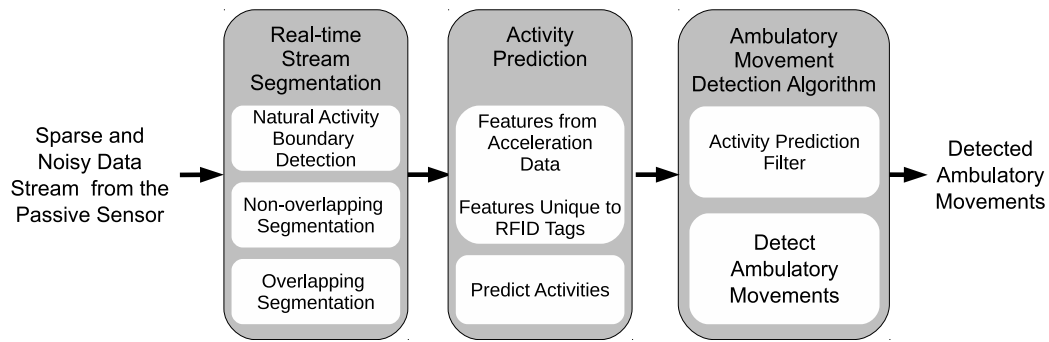 Sparse and
Noisy Data
Stream from the
Passive Sensor
Real-time
Stream
Segmentation
Natural Activity
Boundary
Detection
Non-overlapping
Segmentation
Overlapping
Segmentation
Activity
Prediction
Features from
Acceleration
Data
Features Unique to
RFID Tags
Predict Activities
Ambulatory
Movement
Detection Algorithm
Activity Prediction
Filter
Detect
Ambulatory
Movements
Detected
Ambulatory
Movements